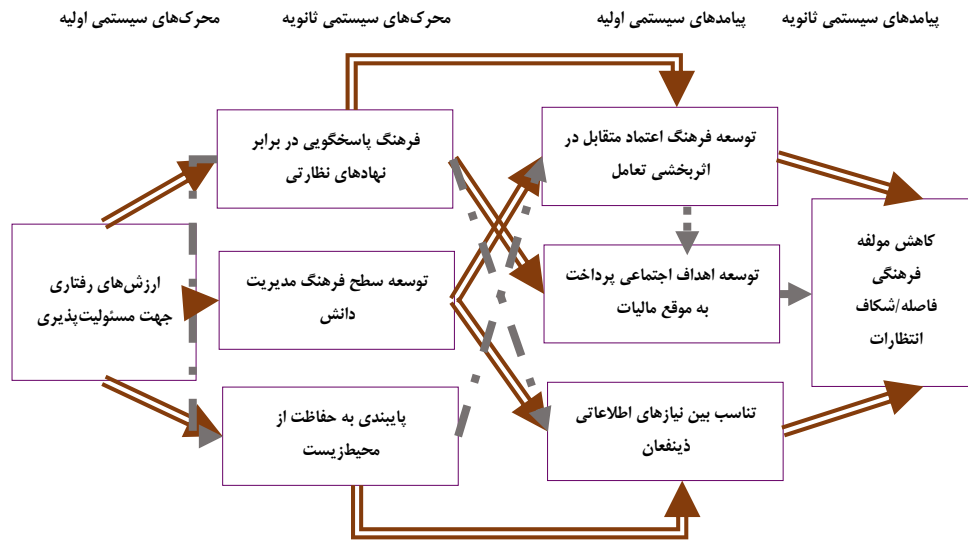 محرک‌های سیستمی اولیه
محرک‌های سیستمی ثانویه
پیامدهای سیستمی اولیه
پیامدهای سیستمی ثانویه
ارزش‌های رفتاری
جهت مسئولیت‌پذیری
فرهنگ پاسخگویی در برابر
نهادهای نظارتی
توسعه سطح فرهنگ مدیریت
دانش
پایبندی به حفاظت از
محیط‌زیست
توسعه فرهنگ اعتماد متقابل در
اثربخشی تعامل
توسعه اهداف اجتماعی پرداخت
به موقع مالیات
تناسب بین نیازهای اطلاعاتی
ذینفعان
کاهش مولفه
فرهنگی
فاصله/شکاف
انتظارات